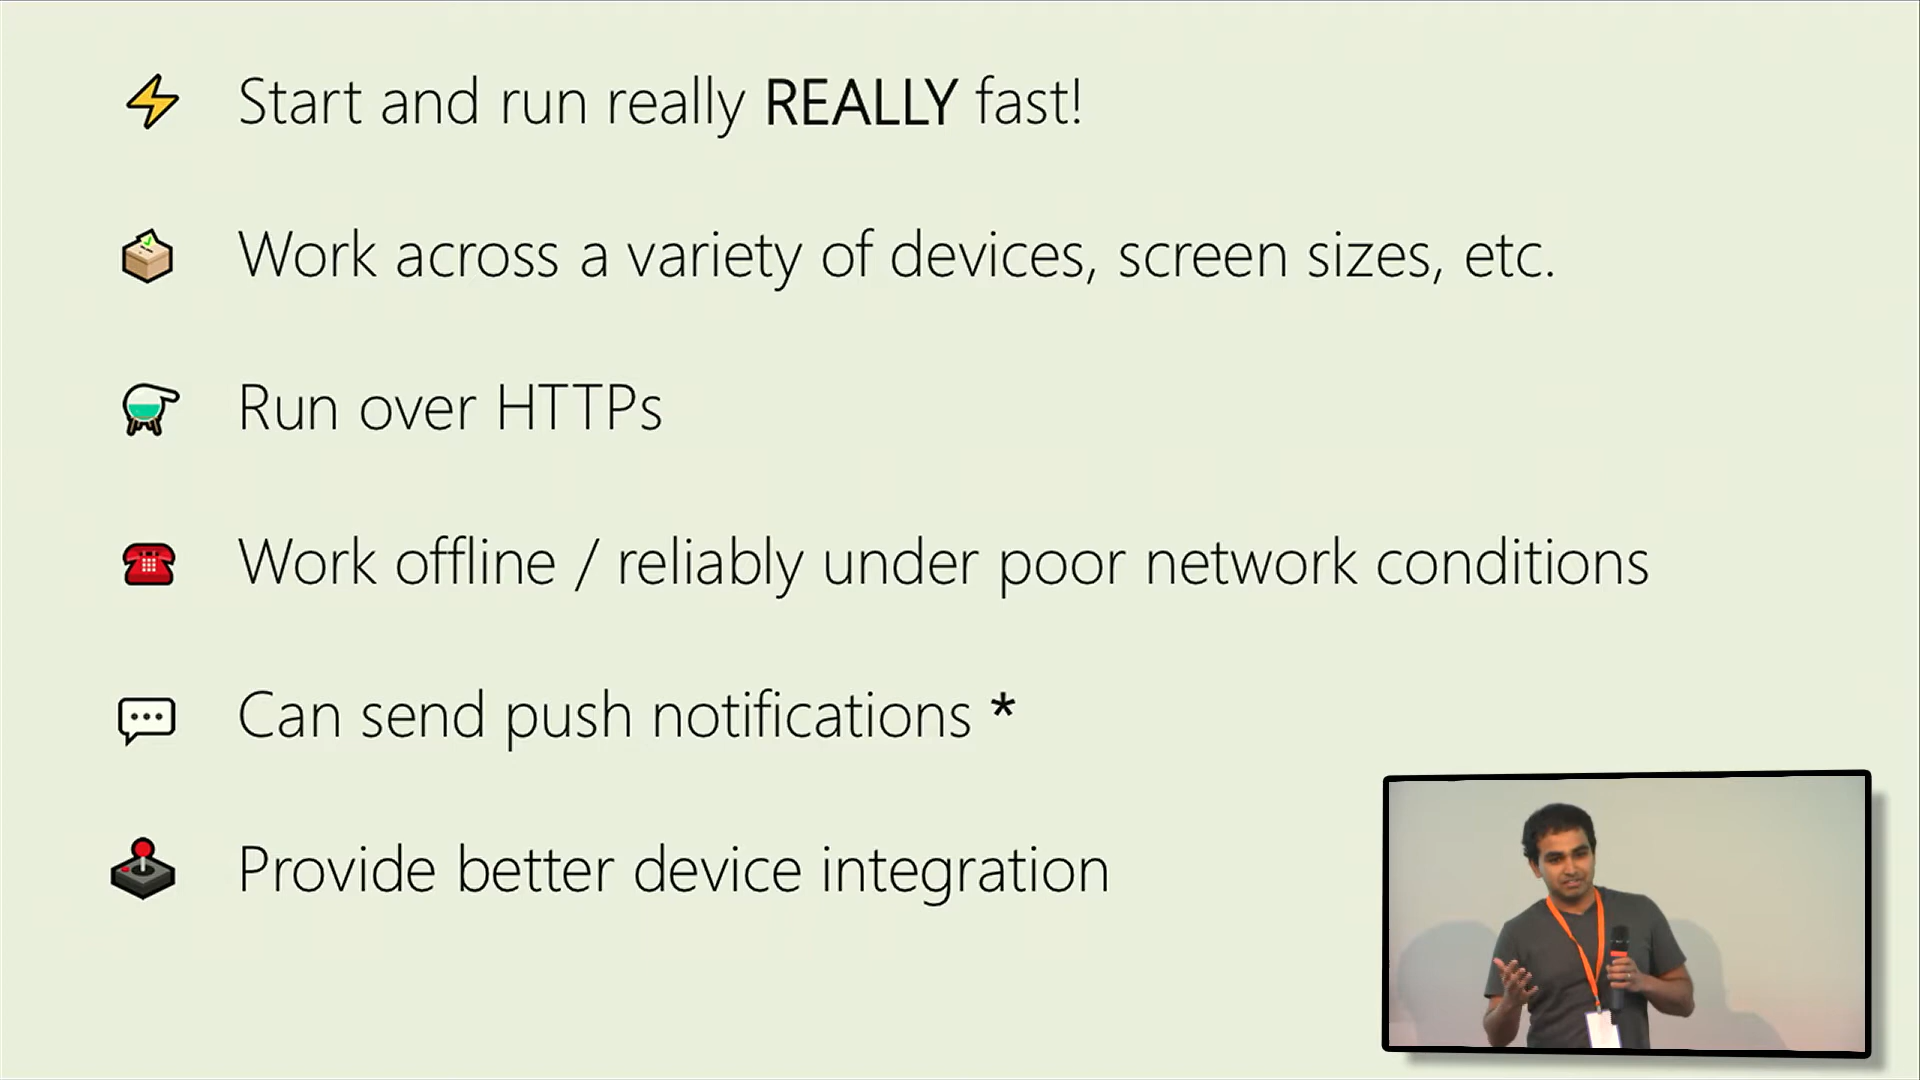 Start and run really REALLY fast!
Work across a variety of devices, screen sizes, etc.
Run over HTTPs
Work offline / reliably under poor network conditions
Can send push notifications *
Provide better device integration